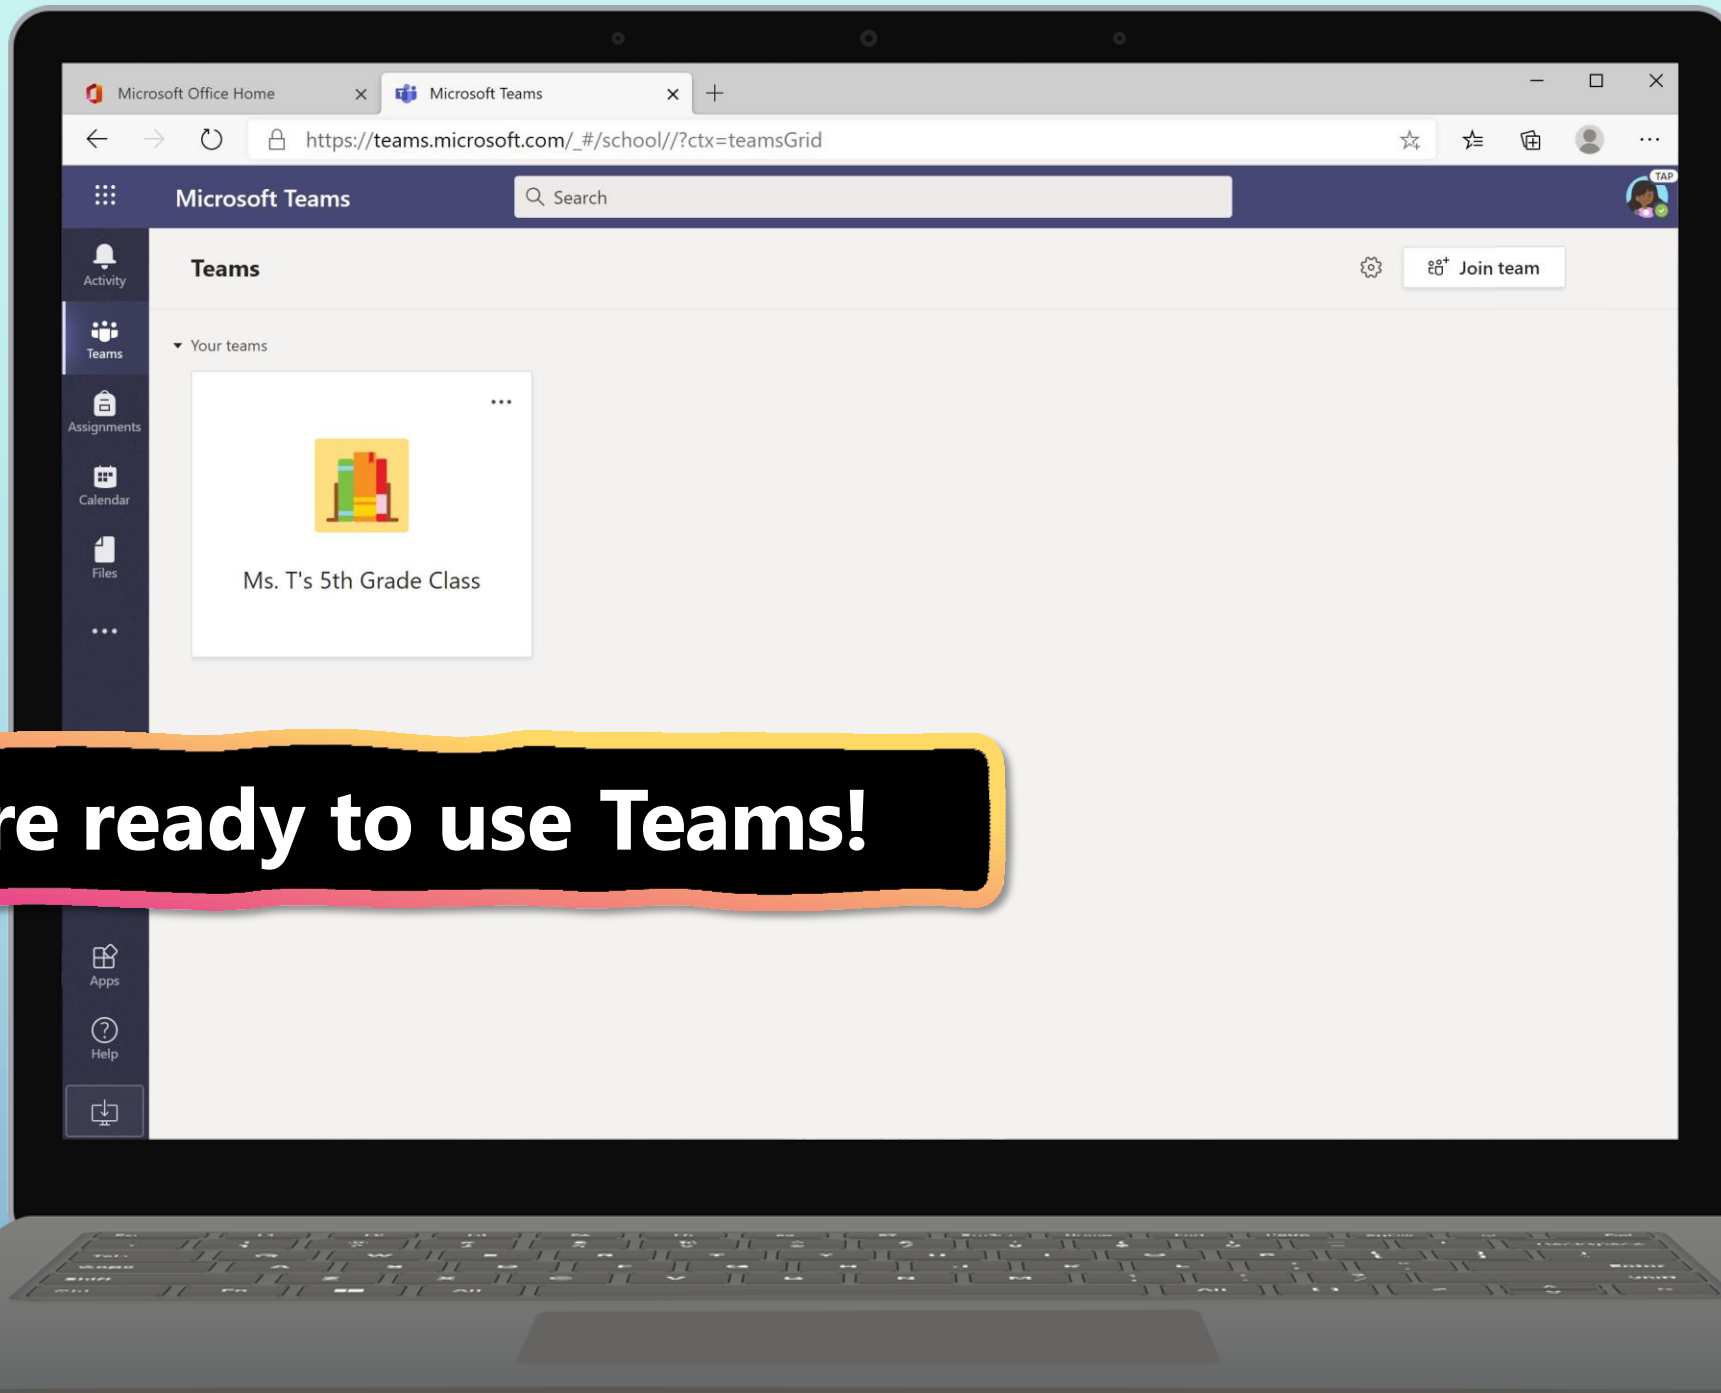 Microsoft Office Home
Microsoft Teams
https://teams.microsoft.com/_#/school//?ctx=teamsGrid
Microsoft Teams
Search
TAP
Activity
Teams
Join team
Teams
Your teams
Assignments
Calendar
Files
Ms. T's 5th Grade Class
re ready to use Teams!
Apps
Help